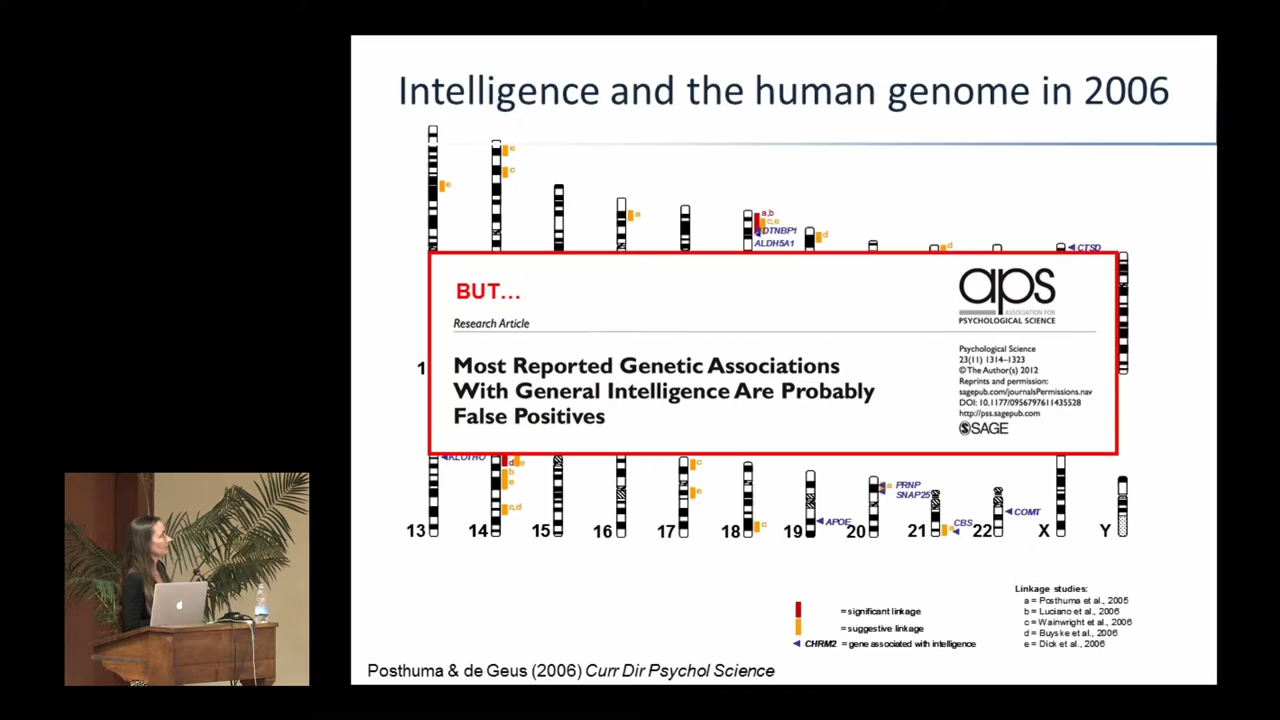 Intelligence and the human genome in 2006
e
c
e
a
a,b
c,e
DTNBP1
ALDH5A1
d
d
CTSD
BUT...
aps
ASSOCIATION FOR
PSYCHOLOGICAL SCIENCE
Research Article
Most Reported Genetic Associations
With General Intelligence Are Probably
False Positives
Psychological Science
23(11) 1314–1323
© The Author(s) 2012
Reprints and permission:
sagepub.com/journalsPermissions.nav
DOI: 10.1177/0956797611435528
http://pss.sagepub.com
SAGE
1
KLOTHO
d e
b
e
c,d
c
e
c
APOE
a PRNP
SNAP25
CBS
COMT
13 14 15 16 17 18 19 20 21 22 X Y
= significant linkage
= suggestive linkage
CHRM2 = gene associated with intelligence
Linkage studies:
a = Posthuma et al., 2005
b = Luciano et al., 2006
c = Wainwright et al., 2006
d = Buyske et al., 2006
e = Dick et al., 2006
Posthuma & de Geus (2006) Curr Dir Psychol Science